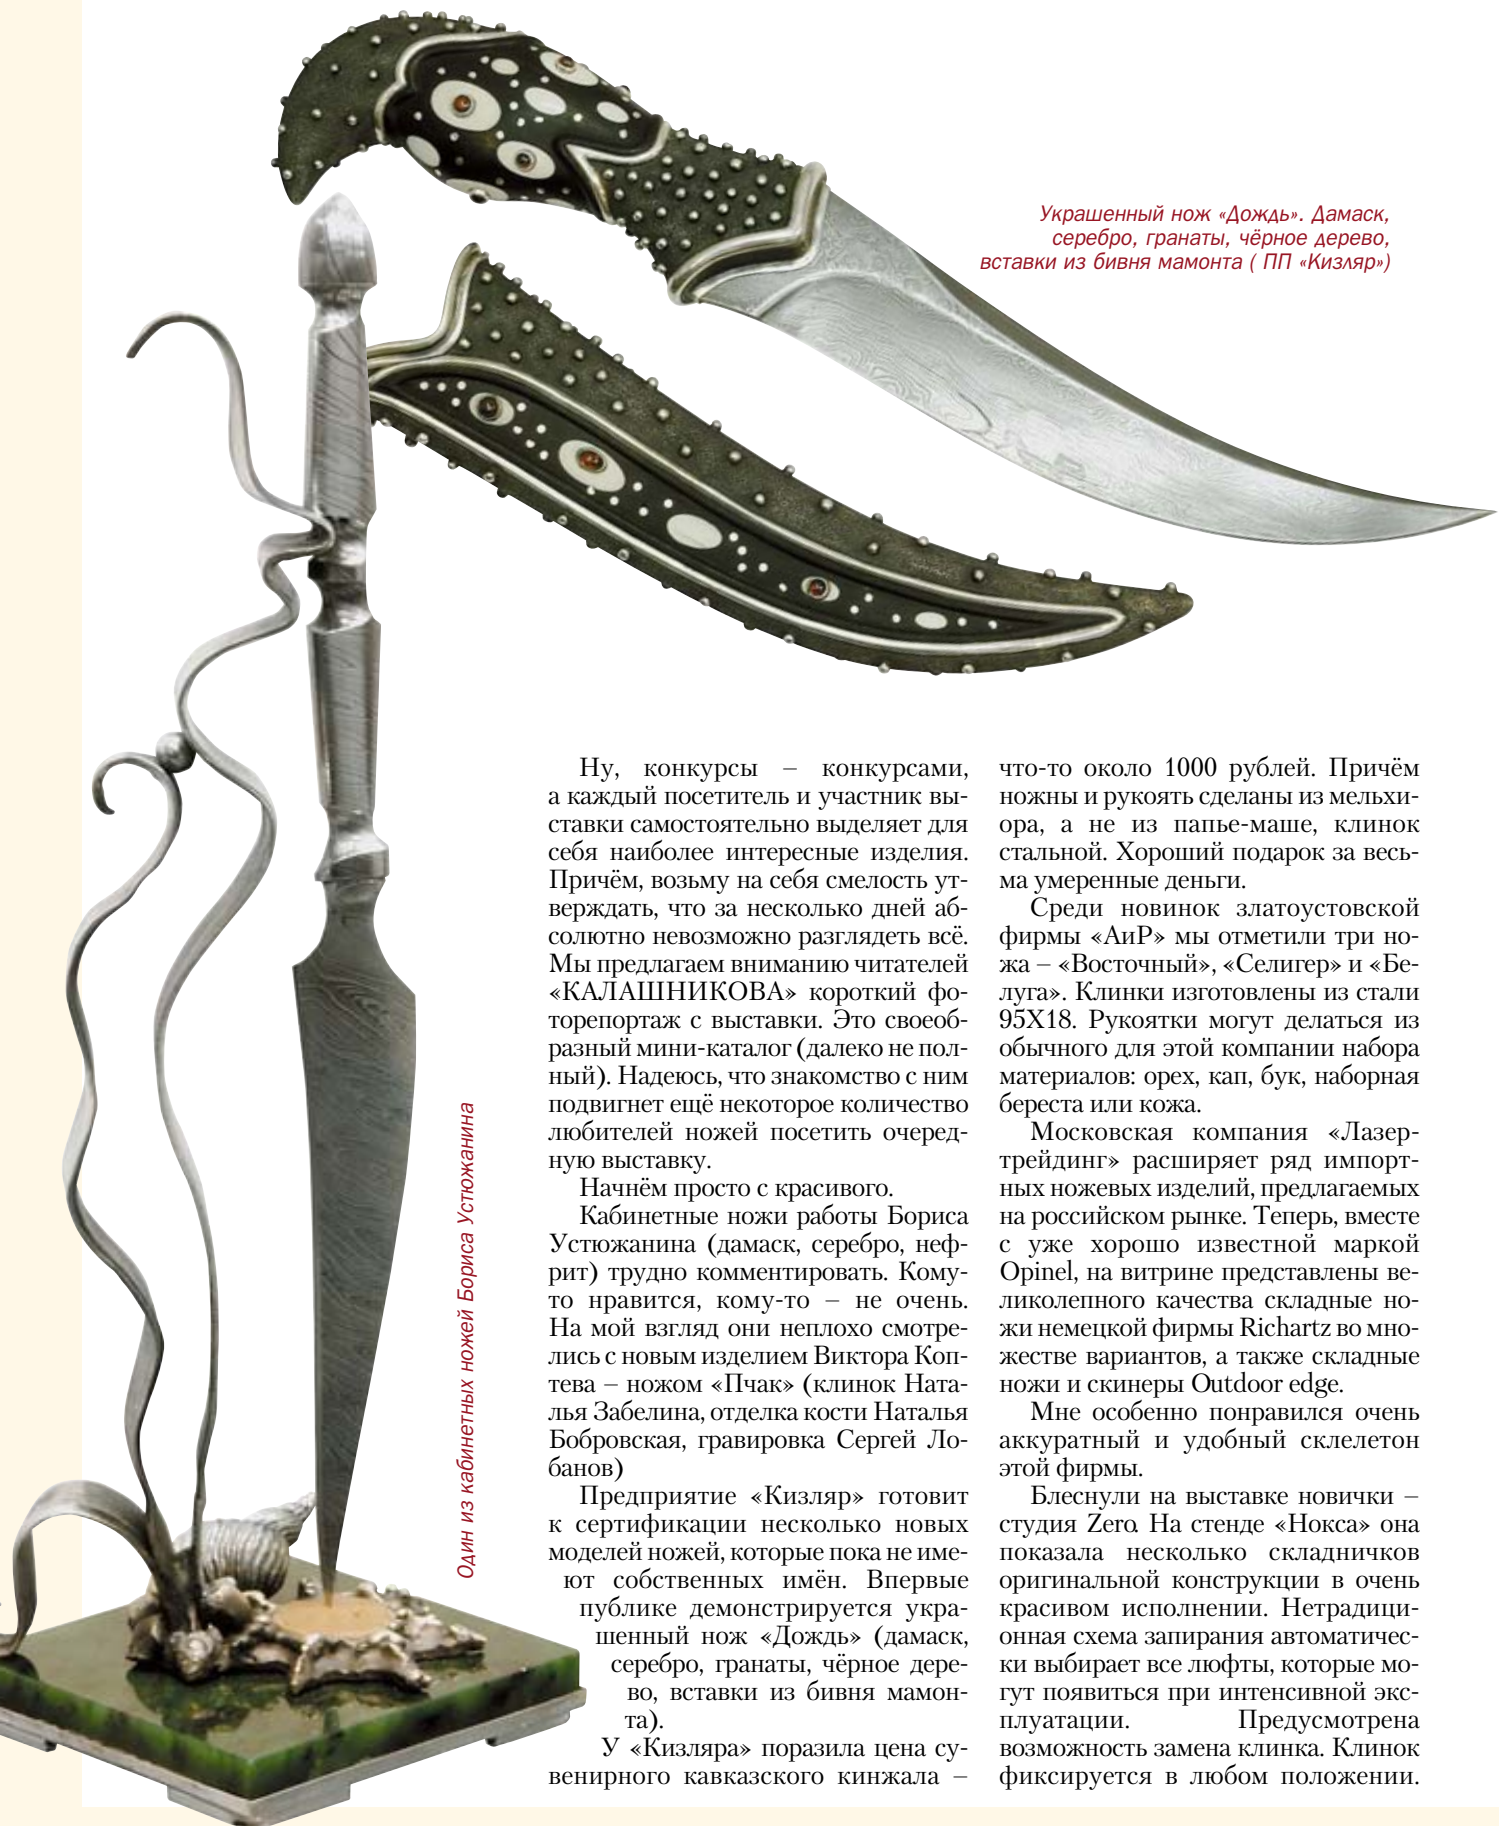 Украшенный нож «Дождь». Дамаск,
серебро, гранаты, чёрное дерево,
вставки из бивня мамонта ( ПП «Кизляр»)
Один из кабинетных ножей Бориса Устюжанина
Ну, конкурсы – конкурсами,
а каждый посетитель и участник вы-
ставки самостоятельно выделяет для
себя наиболее интересные изделия.
Причём, возьму на себя смелость ут-
верждать, что за несколько дней аб-
солютно невозможно разглядеть всё.
Мы предлагаем вниманию читателей
«КАЛАШНИКОВА» короткий фо-
торепортаж с выставки. Это своеоб-
разный мини-каталог (далеко не пол-
ный). Надеюсь, что знакомство с ним
подвигнет ещё некоторое количество
любителей ножей посетить очеред-
ную выставку.
Начнём просто с красивого.
Кабинетные ножи работы Бориса
Устюжанина (дамаск, серебро, неф-
рит) трудно комментировать. Кому-
то нравится, кому-то – не очень.
На мой взгляд они неплохо смотре-
лись с новым изделием Виктора Коп-
тева – ножом «Пчак» (клинок Ната-
лья Забелина, отделка кости Наталья
Бобровская, гравировка Сергей Ло-
банов)
Предприятие «Кизляр» готовит
к сертификации несколько новых
моделей ножей, которые пока не име-
ют собственных имён. Впервые
публике демонстрируется укра-
шенный нож «Дождь» (дамаск,
серебро, гранаты, чёрное дере-
во, вставки из бивня мамон-
та).
У «Кизляра» поразила цена су-
венирного кавказского кинжала –
что-то около 1000 рублей. Причём
ножны и рукоять сделаны из мельхи-
ора, а не из папье-маше, клинок
стальной. Хороший подарок за весь-
ма умеренные деньги.
Среди новинок златоустовской
фирмы «АиР» мы отметили три но-
жа – «Восточный», «Селигер» и «Бе-
луга». Клинки изготовлены из стали
95Х18. Рукоятки могут делаться из
обычного для этой компании набора
материалов: орех, кап, бук, наборная
береста или кожа.
Московская компания «Лазер-
трейдинг» расширяет ряд импорт-
ных ножевых изделий, предлагаемых
на российском рынке. Теперь, вместе
с уже хорошо известной маркой
Opinel, на витрине представлены ве-
ликолепного качества складные но-
жи немецкой фирмы Richartz во мно-
жестве вариантов, а также складные
ножи и скинеры Outdoor edge.
Мне особенно понравился очень
аккуратный и удобный склелетон
этой фирмы.
Блеснули на выставке новички –
студия Zero. На стенде «Нокса» она
показала несколько складничков
оригинальной конструкции в очень
красивом исполнении. Нетрадици-
онная схема запирания автоматичес-
ки выбирает все люфты, которые мо-
гут появиться при интенсивной экс-
плуатации. Предусмотрена
возможность замена клинка. Клинок
фиксируется в любом положении.